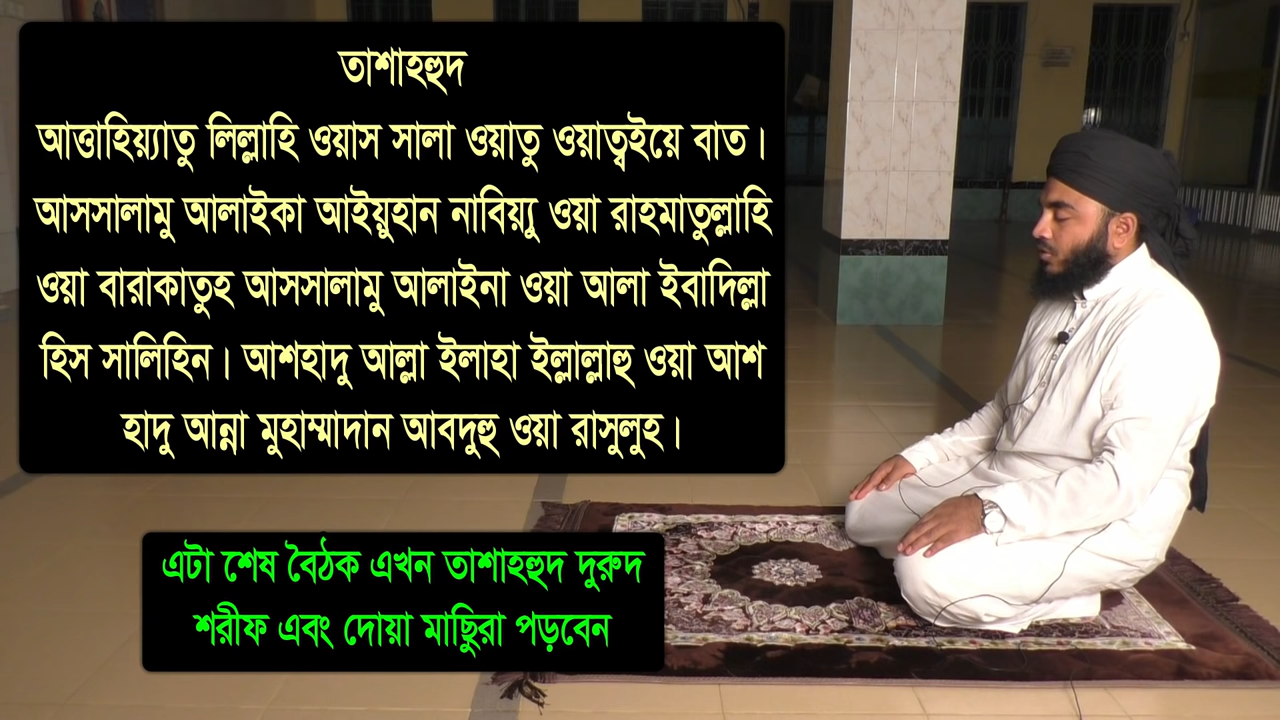 তাশাহহুদ
আত্তাহিয়্যাতু লিল্লাহি ওয়াস সালা ওয়াতু ওয়াত্বইয়ে বাত।
আসসালামু আলাইকা আইয়ুহান নাবিয়্যু ওয়া রাহমাতুল্লাহি
ওয়া বারাকাতুহ আসসালামু আলাইনা ওয়া আলা ইবাদিল্লা
হিস সালিহিন। আশহাদু আল্লা ইলাহা ইল্লাল্লাহু ওয়া আশ
হাদু আন্না মুহাম্মাদান আবদুহু ওয়া রাসুলুহ।
এটা শেষ বৈঠক এখন তাশাহহুদ দুরুদ
শরীফ এবং দোয়া মাছুিরা পড়বেন